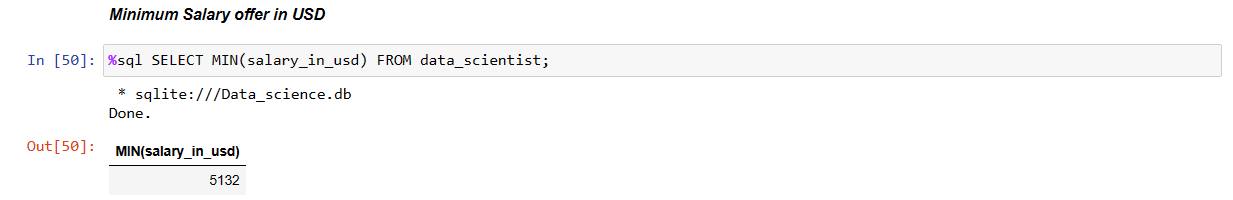 Minimum Salary offer in USD
In [50]: %sql SELECT MIN(salary_in_usd) FROM data_scientist;
* sqlite:///Data_science.db
Done.
Out[50]: MIN(salary_in_usd)
5132